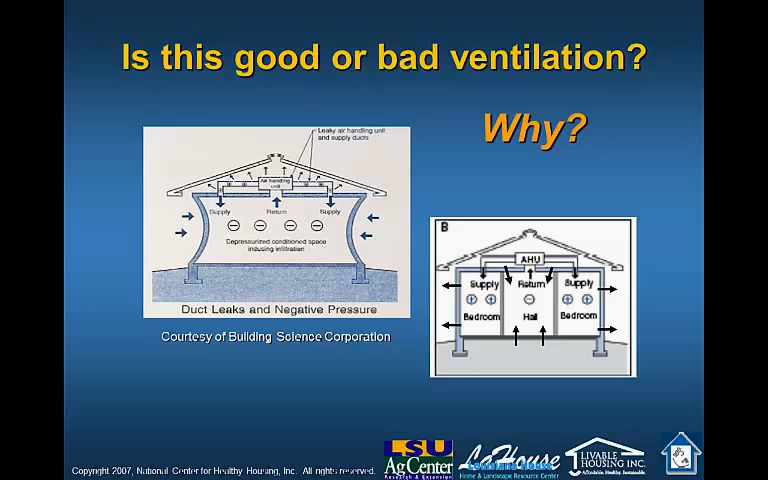 Is this good or bad ventilation?
Why?
Leaky air handling unit
and supply ducts
Air handling
unit
Supply
Return
Supply
Depressurized conditioned space
inducing infiltration
Duct Leaks and Negative Pressure
Courtesy of Building Science Corporation
B
AHU
Supply
Return
Supply
Bedroom
Hall
Bedroom
LSU
AgCenter
Research & Extension
LaHouse
Louisiana House
Home & Landscape Resource Center
LIVABLE
HOUSING INC.
Affordable. Healthy. Sustainable.
Copyright 2007, National Center for Healthy Housing, Inc. All rights reserved.